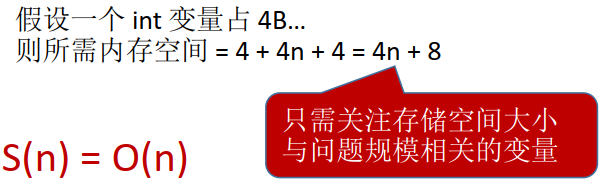 假设一个 int 变量占 4B…
则所需内存空间 = 4 + 4n + 4 = 4n + 8
只需关注存储空间大小
与问题规模相关的变量
S(n) = O(n)